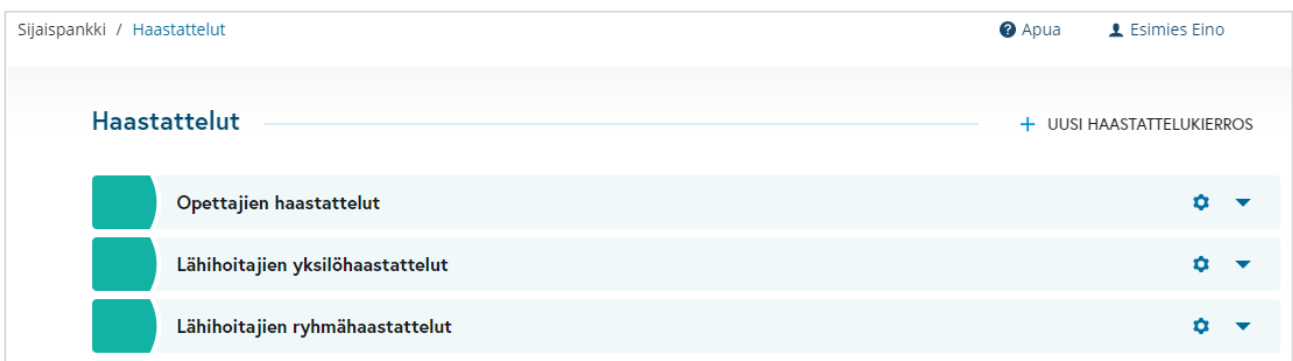 Sijaispankki / Haastattelut
Apua
Esimies Eino
Haastattelut
+ UUSI HAASTATTELUKIERROS
Opettajien haastattelut
Lähihoitajien yksilöhaastattelut
Lähihoitajien ryhmähaastattelut